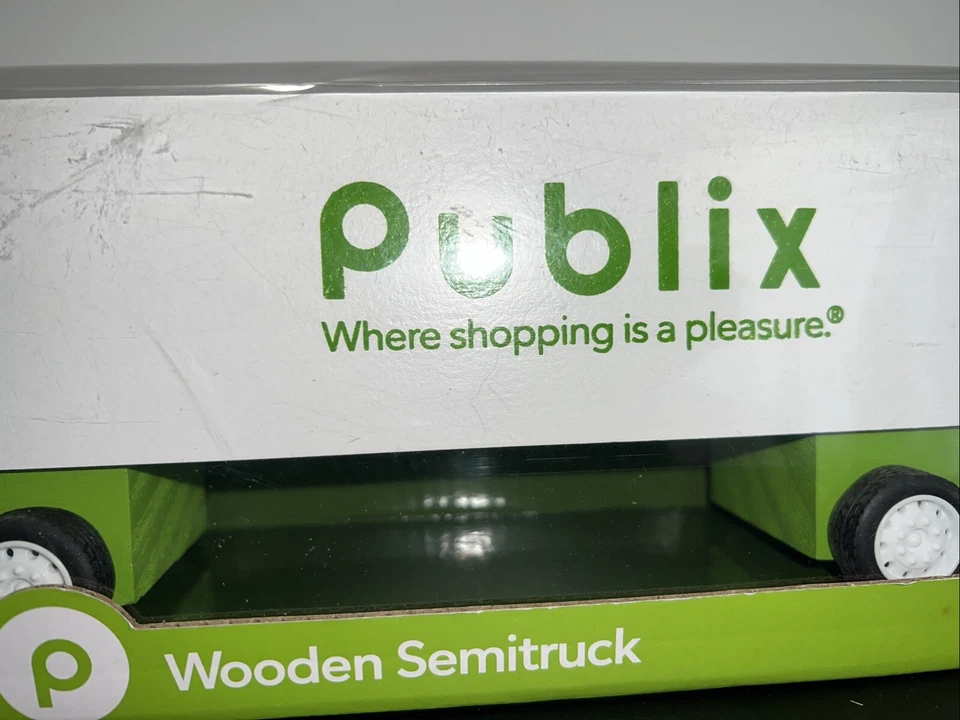 Publix
Where shopping is a pleasure.®
p
Wooden Semitruck